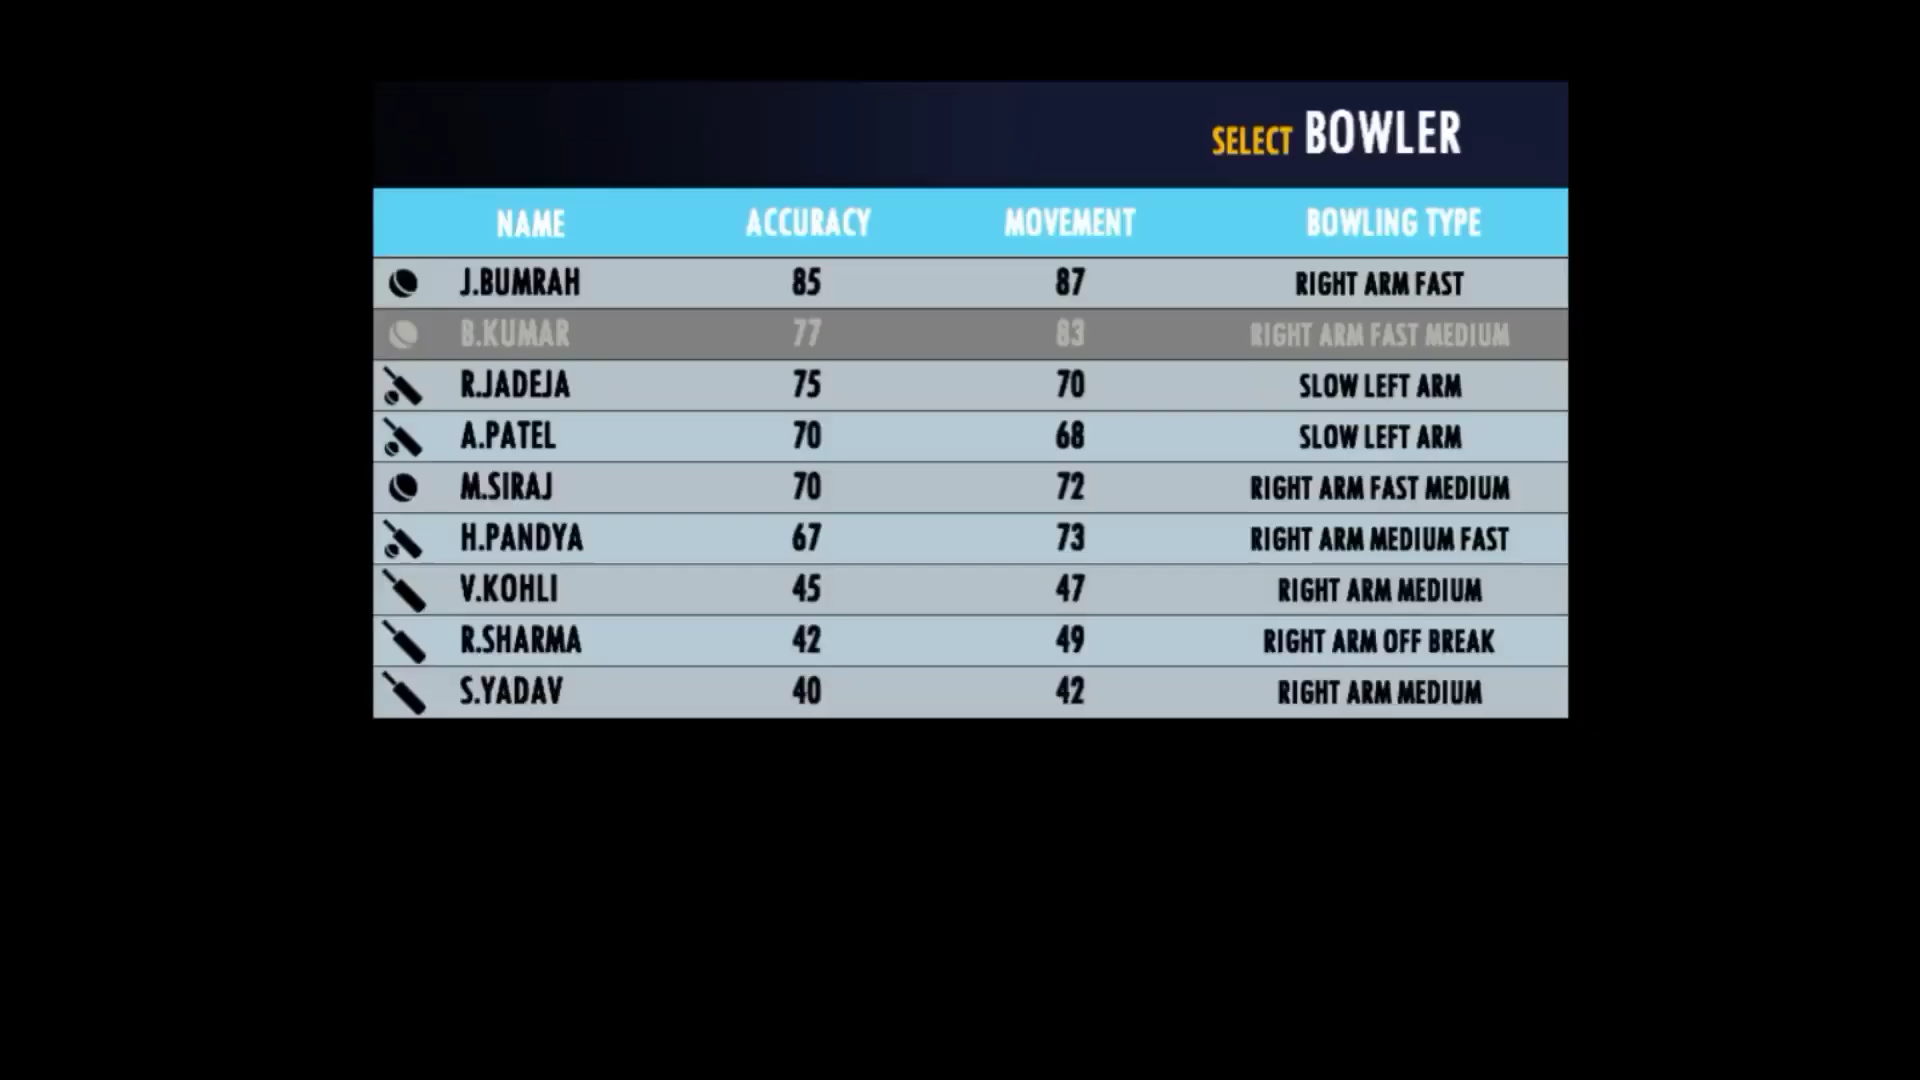 SELECT BOWLER
NAME ACCURACY MOVEMENT BOWLING TYPE
J.BUMRAH 85 87 RIGHT ARM FAST
B.KUMAR 77 83 RIGHT ARM FAST MEDIUM
R.JADEJA 75 70 SLOW LEFT ARM
A.PATEL 70 68 SLOW LEFT ARM
M.SIRAJ 70 72 RIGHT ARM FAST MEDIUM
H.PANDYA 67 73 RIGHT ARM MEDIUM FAST
V.KOHLI 45 47 RIGHT ARM MEDIUM
R.SHARMA 42 49 RIGHT ARM OFF BREAK
S.YADAV 40 42 RIGHT ARM MEDIUM